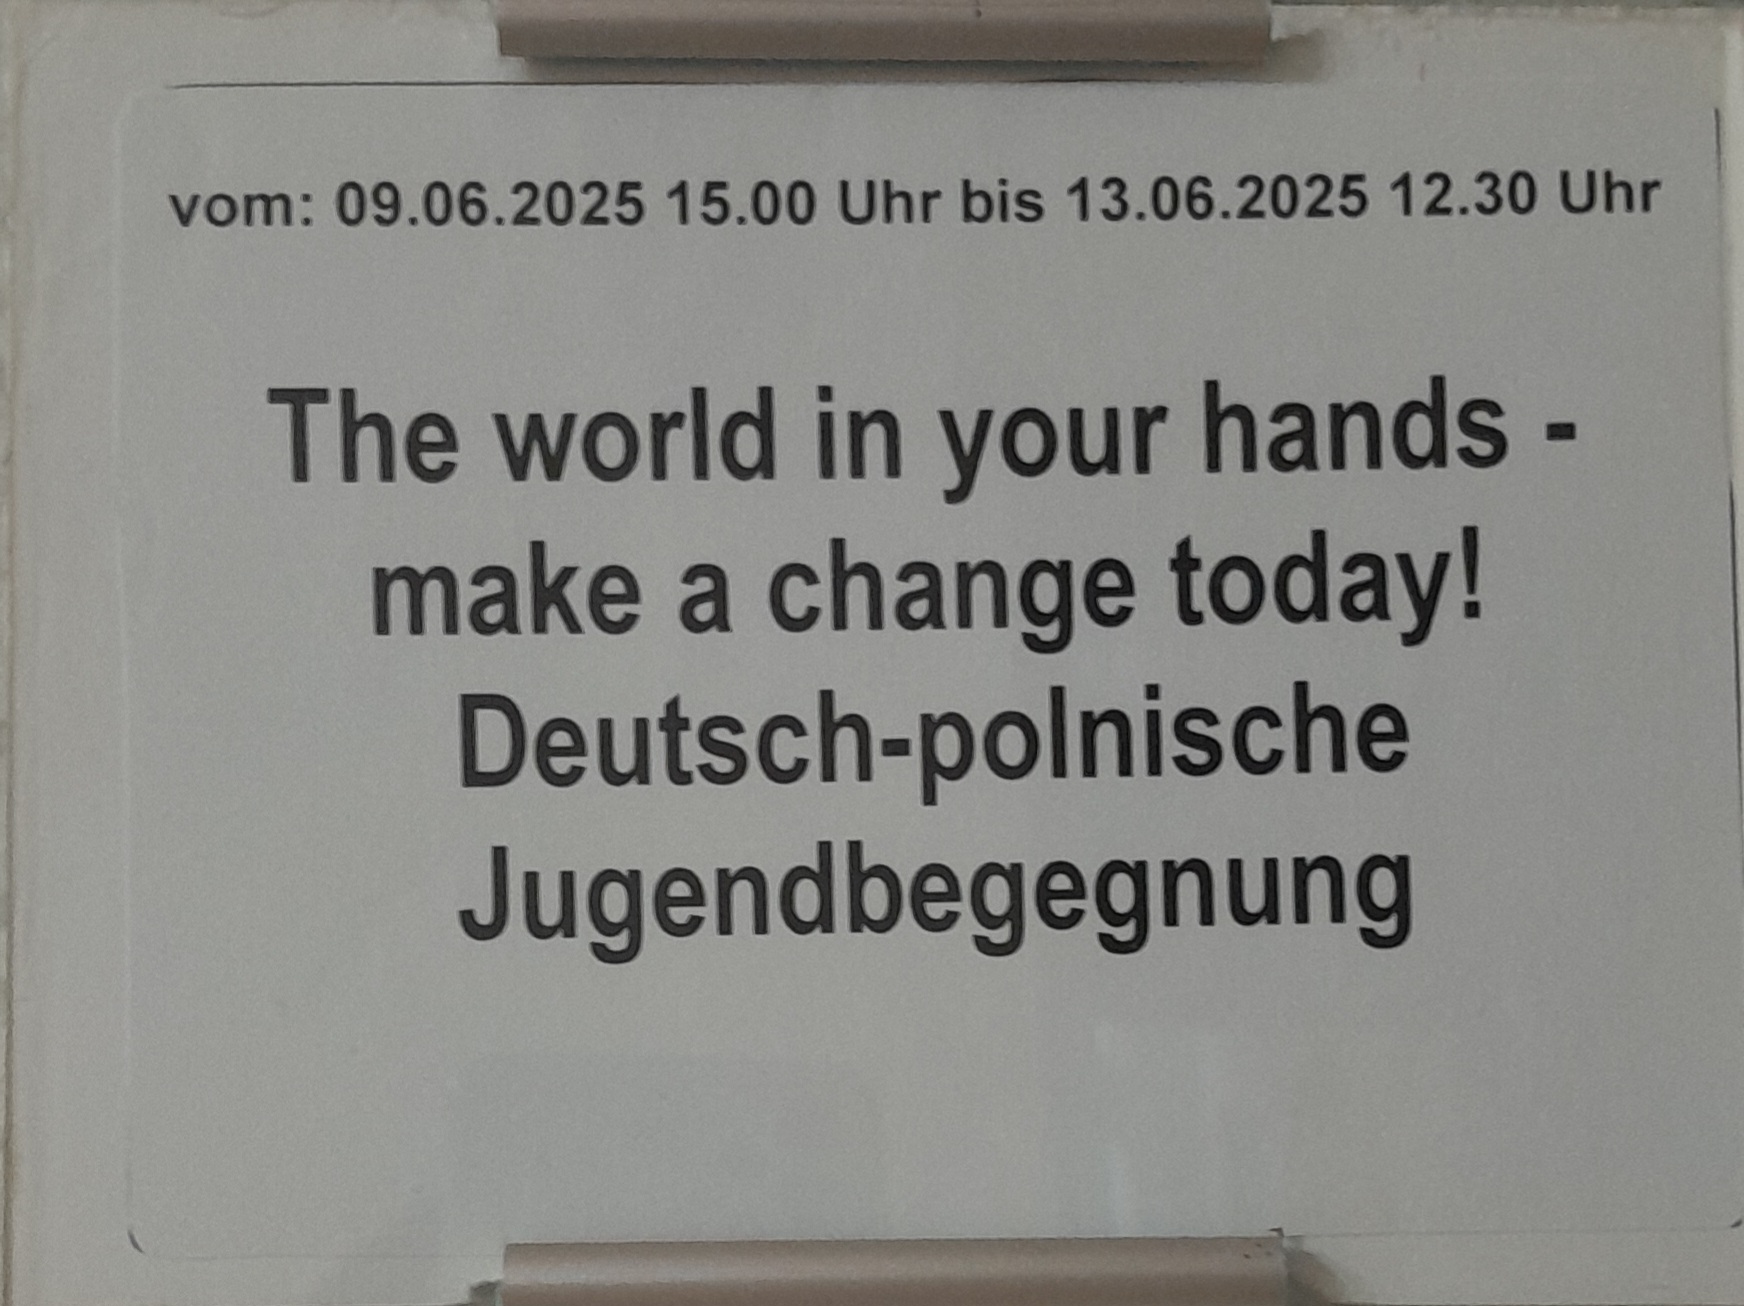 vom: 09.06.2025 15.00 Uhr bis 13.06.2025 12.30 Uhr
The world in your hands -
make a change today!
Deutsch-polnische
Jugendbegegnung